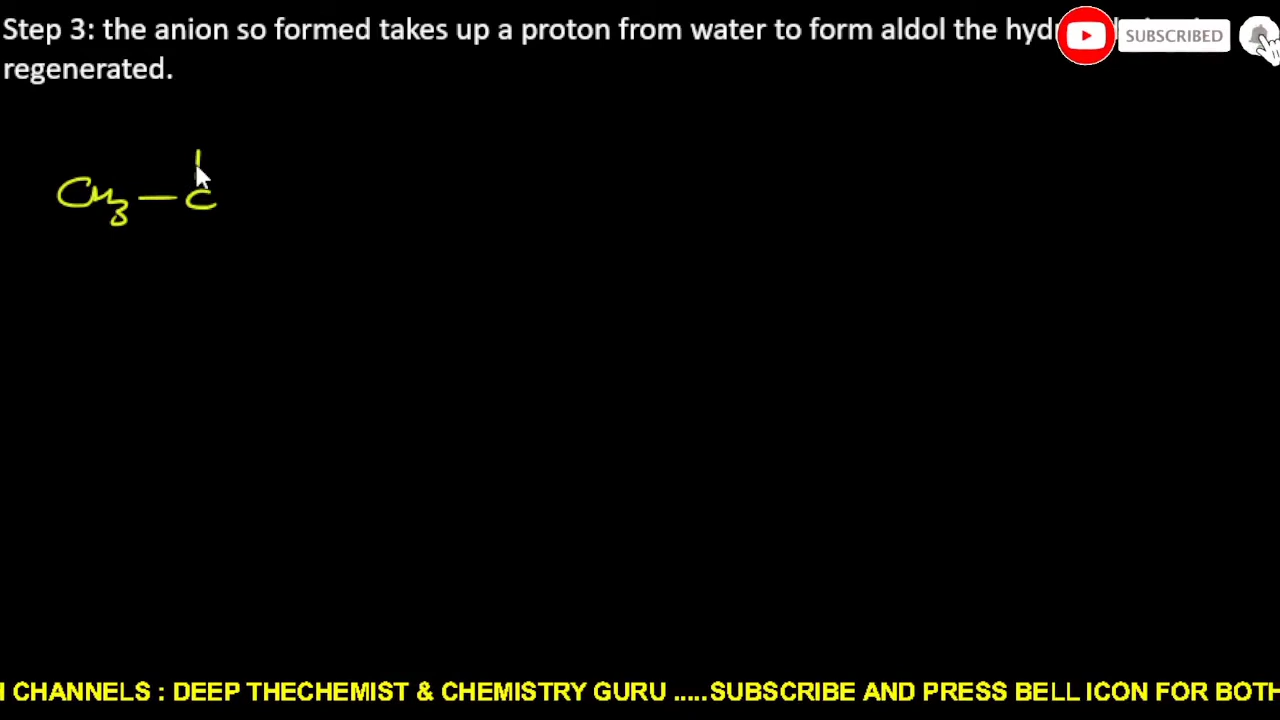 Step 3: the anion so formed takes up a proton from water to form aldol the
regenerated.
SUBSCRIBED
CH3 — C
CHANNELS : DEEP THECHEMIST & CHEMISTRY GURU .....SUBSCRIBE AND PRESS BELL ICON FOR BOTH